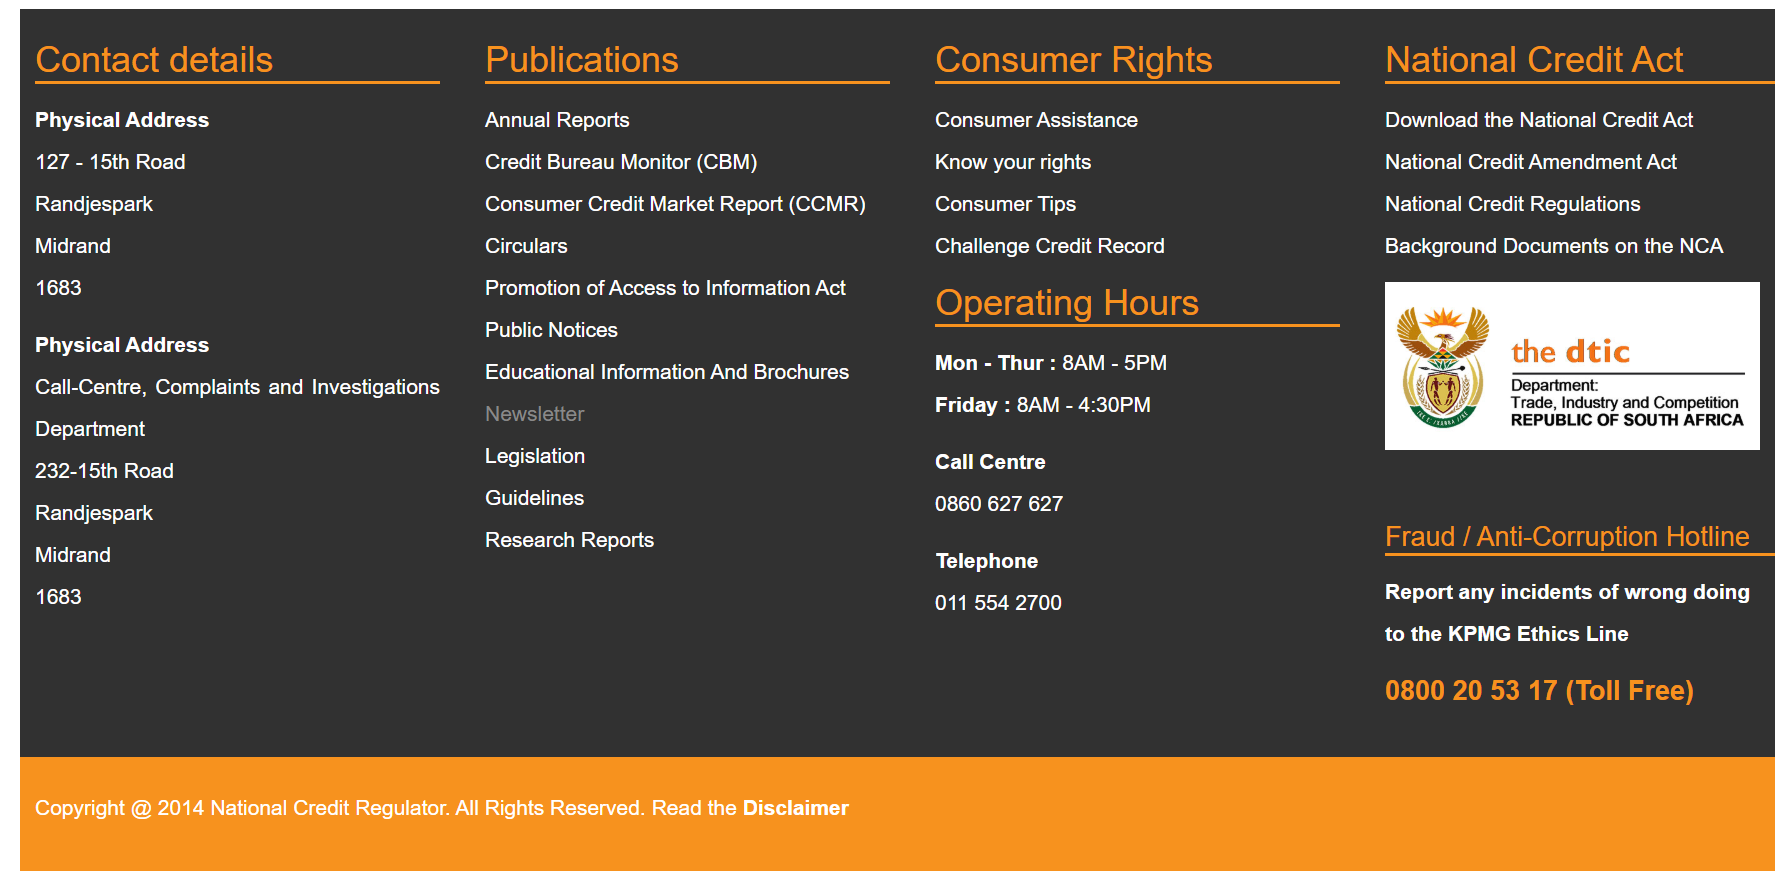 Contact details
Physical Address
127 - 15th Road
Randjespark
Midrand
1683
Physical Address
Call-Centre, Complaints and Investigations
Department
232-15th Road
Randjespark
Midrand
1683
Publications
Annual Reports
Credit Bureau Monitor (CBM)
Consumer Credit Market Report (CCMR)
Circulars
Promotion of Access to Information Act
Public Notices
Educational Information And Brochures
Newsletter
Legislation
Guidelines
Research Reports
Consumer Rights
Consumer Assistance
Know your rights
Consumer Tips
Challenge Credit Record
Operating Hours
Mon - Thur : 8AM - 5PM
Friday : 8AM - 4:30PM
Call Centre
0860 627 627
Telephone
011 554 2700
National Credit Act
Download the National Credit Act
National Credit Amendment Act
National Credit Regulations
Background Documents on the NCA
the dtic
Department:
Trade, Industry and Competition
REPUBLIC OF SOUTH AFRICA
Fraud / Anti-Corruption Hotline
Report any incidents of wrong doing
to the KPMG Ethics Line
0800 20 53 17 (Toll Free)
Copyright @ 2014 National Credit Regulator. All Rights Reserved. Read the Disclaimer